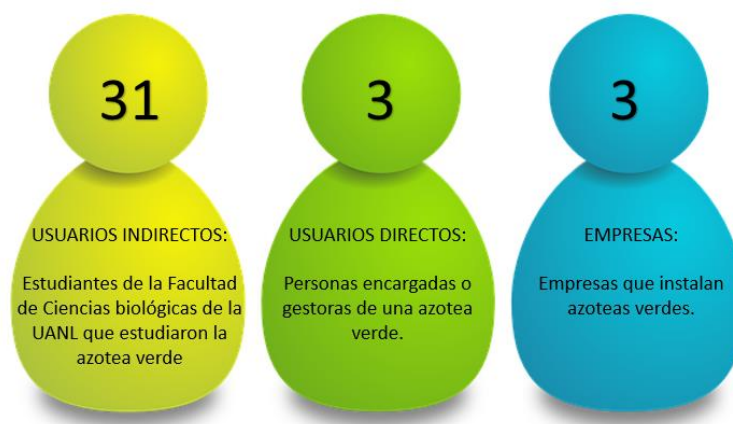 31
USUARIOS INDIRECTOS:
Estudiantes de la Facultad
de Ciencias biológicas de la
UANL que estudiaron la
azotea verde
3
USUARIOS DIRECTOS:
Personas encargadas o
gestoras de una azotea
verde.
3
EMPRESAS:
Empresas que instalan
azoteas verdes.